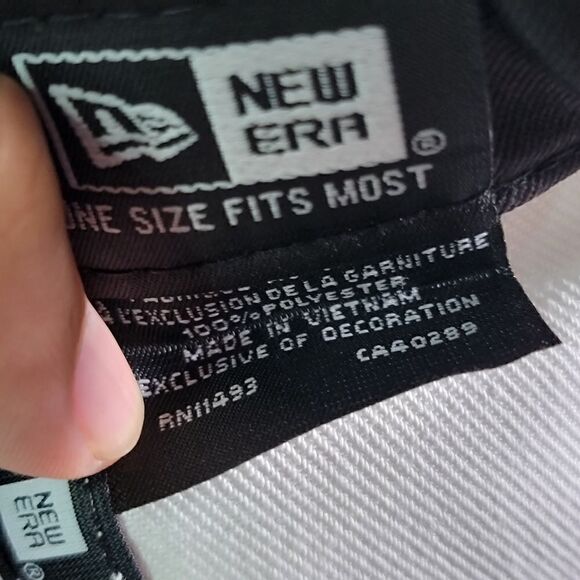 NEW
ERA®
ONE SIZE FITS MOST
À L'EXCLUSION DE LA GARNITURE
100% POLYESTER
MADE IN VIETNAM
EXCLUSIVE OF DECORATION
RN11493 CA40299
NEW
ERA®